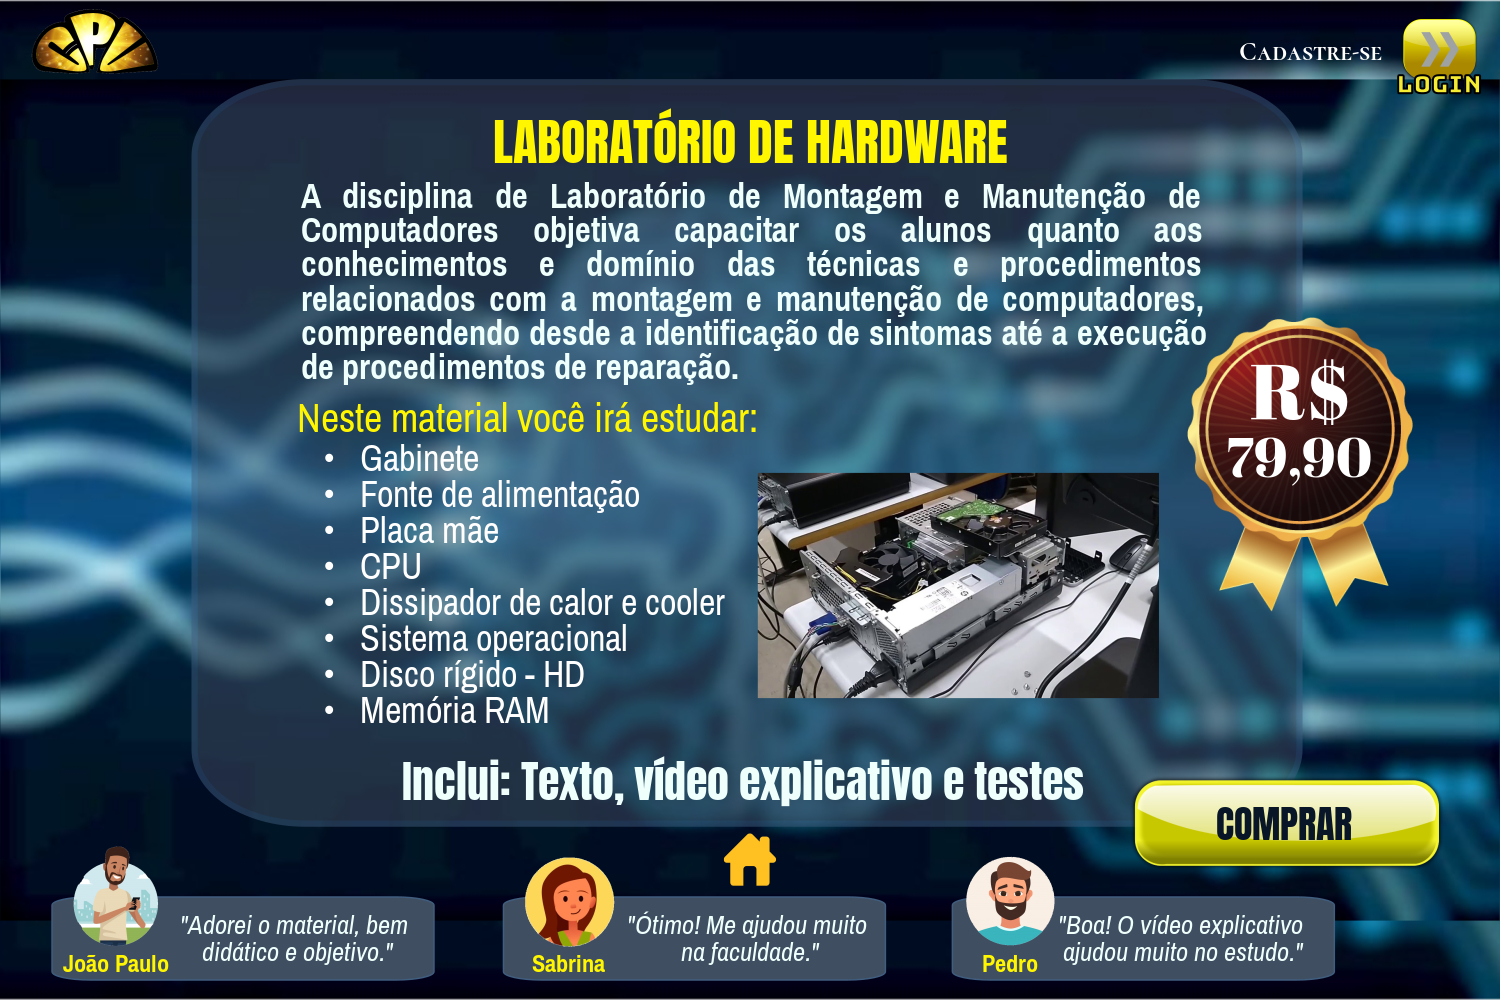 P
Cadastre-se
LOGIN
LABORATÓRIO DE HARDWARE
A disciplina de Laboratório de Montagem e Manutenção de
Computadores objetiva capacitar os alunos quanto aos
conhecimentos e domínio das técnicas e procedimentos
relacionados com a montagem e manutenção de computadores,
compreendendo desde a identificação de sintomas até a execução
de procedimentos de reparação.
Neste material você irá estudar:
• Gabinete
• Fonte de alimentação
• Placa mãe
• CPU
• Dissipador de calor e cooler
• Sistema operacional
• Disco rígido - HD
• Memória RAM
R$
79,90
Inclui: Texto, vídeo explicativo e testes
COMPRAR
"Adorei o material, bem
didático e objetivo."
João Paulo
"Ótimo! Me ajudou muito
na faculdade."
Sabrina
"Boa! O vídeo explicativo
ajudou muito no estudo."
Pedro